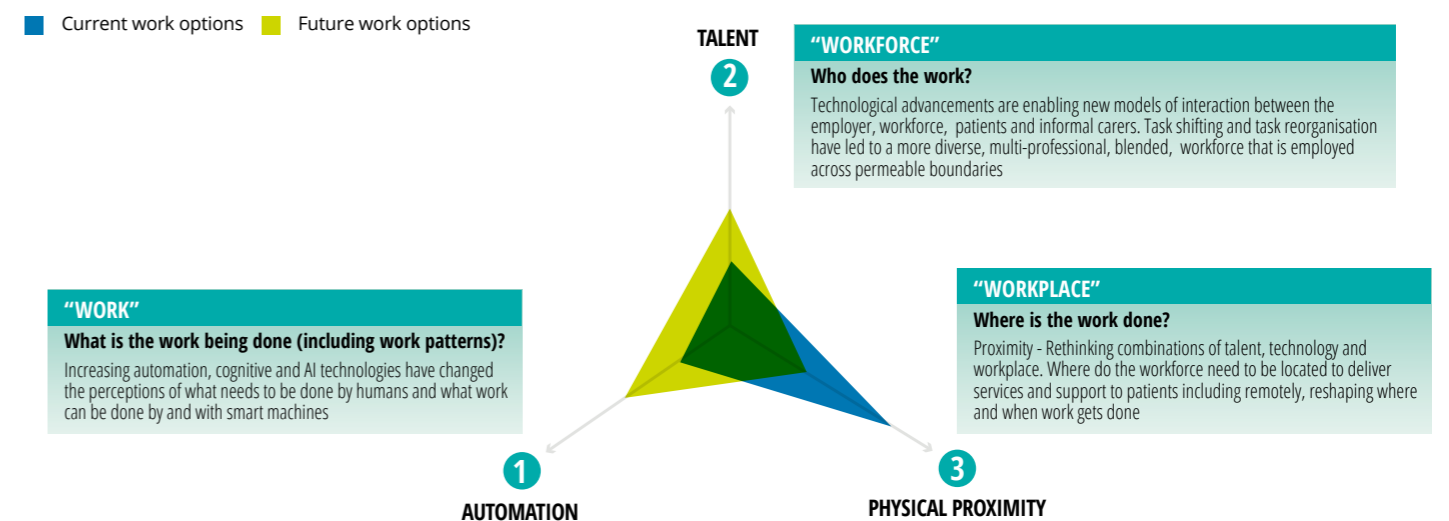 Current work options
Future work options
TALENT
2
“WORKFORCE”
Who does the work?
Technological advancements are enabling new models of interaction between the
employer, workforce, patients and informal carers. Task shifting and task reorganisation
have led to a more diverse, multi-professional, blended, workforce that is employed
across permeable boundaries
“WORK”
What is the work being done (including work patterns)?
Increasing automation, cognitive and AI technologies have changed
the perceptions of what needs to be done by humans and what work
can be done by and with smart machines
“WORKPLACE”
Where is the work done?
Proximity - Rethinking combinations of talent, technology and
workplace. Where do the workforce need to be located to deliver
services and support to patients including remotely, reshaping where
and when work gets done
1
AUTOMATION
3
PHYSICAL PROXIMITY